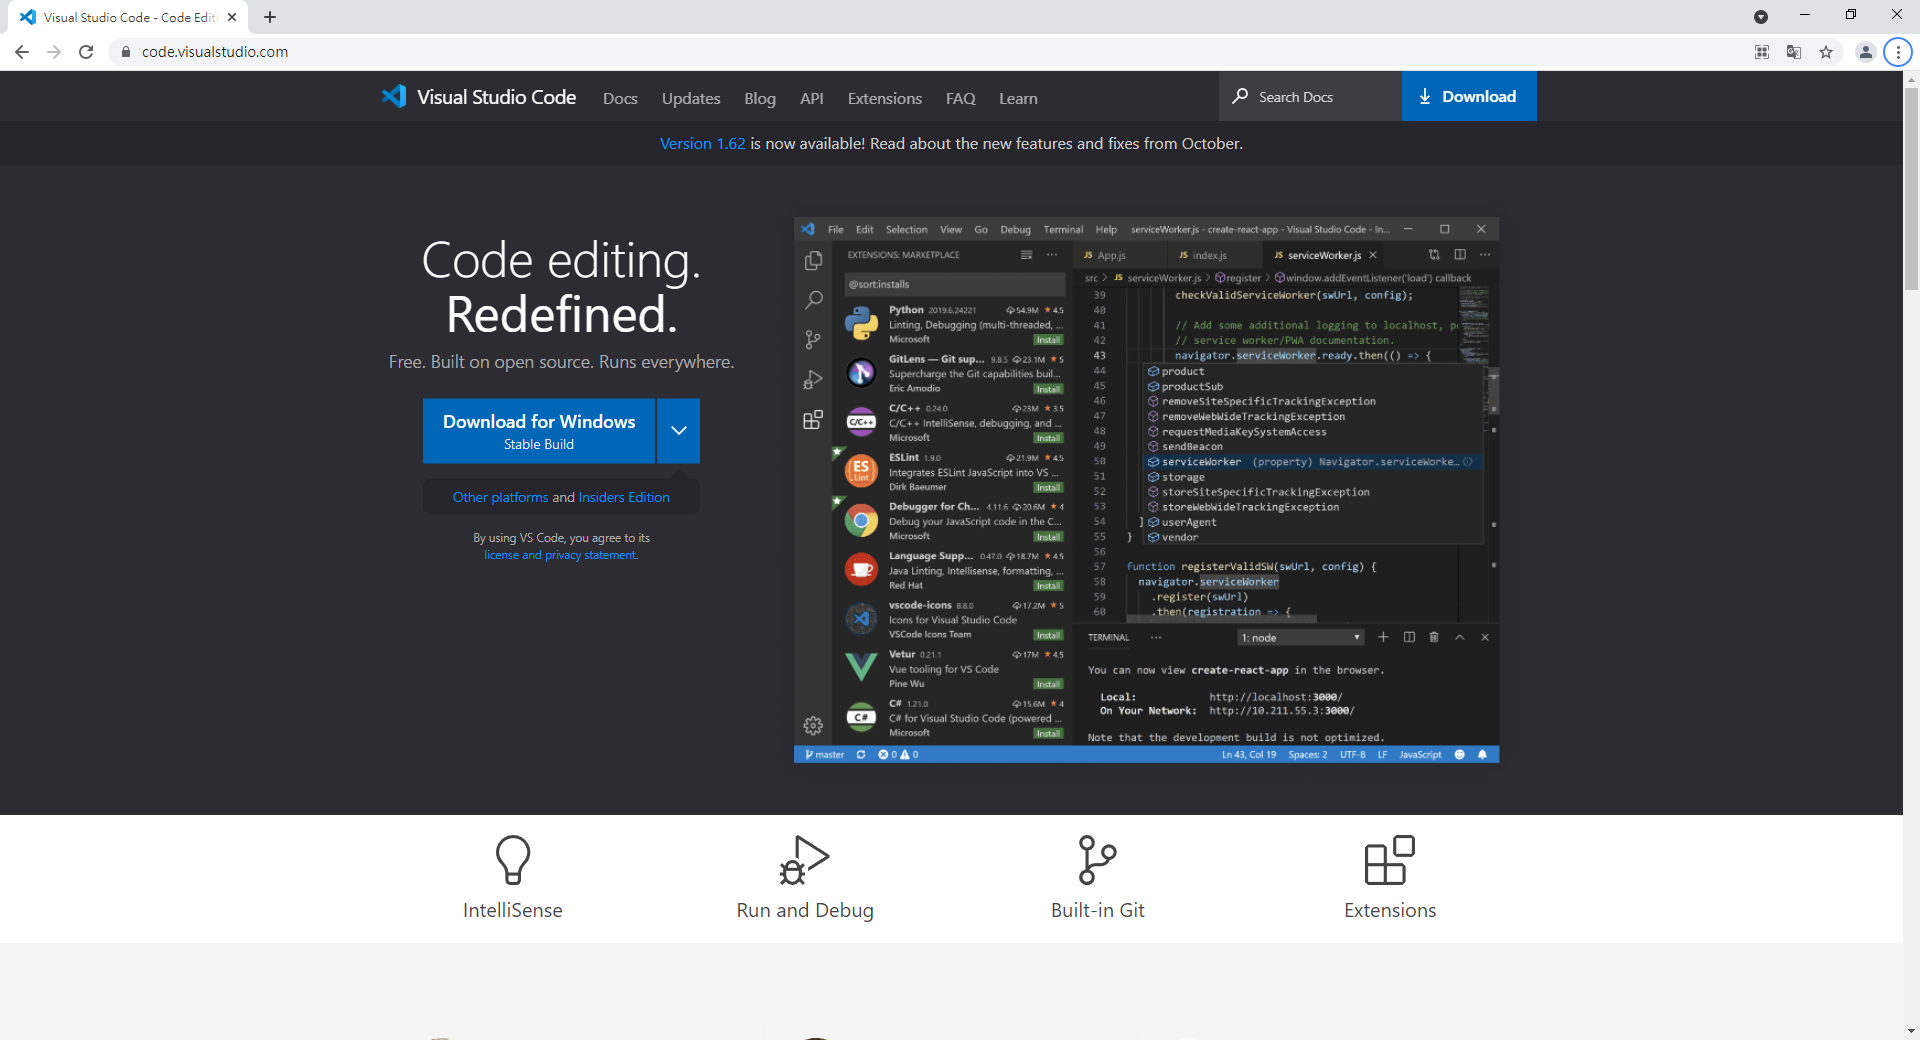 Visual Studio Code - Code Edit
code.visualstudio.com
Visual Studio Code Docs Updates Blog API Extensions FAQ Learn Search Docs Download
Version 1.62 is now available! Read about the new features and fixes from October.
Code editing.
Redefined.
Free. Built on open source. Runs everywhere.
Download for Windows
Stable Build
Other platforms and Insiders Edition
By using VS Code, you agree to its
license and privacy statement.
File Edit Selection View Go Debug Terminal Help serviceWorker.js - create-react-app - Visual Studio Code - In...
EXTENSIONS: MARKETPLACE
@sort:installs
Python 2019.6.24221 54.9M 4.5
Linting, Debugging (multi-threaded, ...
Microsoft Install
GitLens — Git sup... 9.8.5 23.1M 5
Supercharge the Git capabilities buil...
Eric Amodio Install
C/C++ 0.24.0 23M 3.5
C/C++ IntelliSense, debugging, and ...
Microsoft Install
C/C++
ESLint 1.9.0 21.9M 4.5
Integrates ESLint JavaScript into VS ...
Dirk Baeumer Install
ES
Lint
Debugger for Ch... 4.11.6 20.6M 4
Debug your JavaScript code in the C...
Microsoft Install
Language Supp... 0.47.0 18.7M 4.5
Java Linting, Intellisense, formatting, ...
Red Hat Install
vscode-icons 8.8.0 17.2M 5
Icons for Visual Studio Code
VSCode Icons Team Install
Vetur 0.21.1 17M 4.5
Vue tooling for VS Code
Pine Wu Install
C# 1.21.0 15.6M 4
C# for Visual Studio Code (powered ...
Microsoft Install
C#
JS App.js JS index.js JS serviceWorker.js
src > JS serviceWorker.js > register > window.addEventListener('load') callback
39 checkValidServiceWorker(swUrl, config);
40
41 // Add some additional logging to localhost, p
42 // service worker/PWA documentation.
43 navigator.serviceWorker.ready.then(() => {
44 product
45 productSub
46 removeSiteSpecificTrackingException
47 removeWebWideTrackingException
48 requestMediaKeySystemAccess
49 sendBeacon
50 serviceWorker (property) Navigator.serviceWorke...
51 storage
52 storeSiteSpecificTrackingException
53 storeWebWideTrackingException
54 ] userAgent
55 } vendor
56
57 function registerValidSW(swUrl, config) {
58 navigator.serviceWorker
59 .register(swUrl)
60 .then(registration => {
TERMINAL ... 1: node
You can now view create-react-app in the browser.
Local: http://localhost:3000/
On Your Network: http://10.211.55.3:3000/
Note that the development build is not optimized.
master 0 0 Ln 43, Col 19 Spaces: 2 UTF-8 LF JavaScript
IntelliSense
Run and Debug
Built-in Git
Extensions